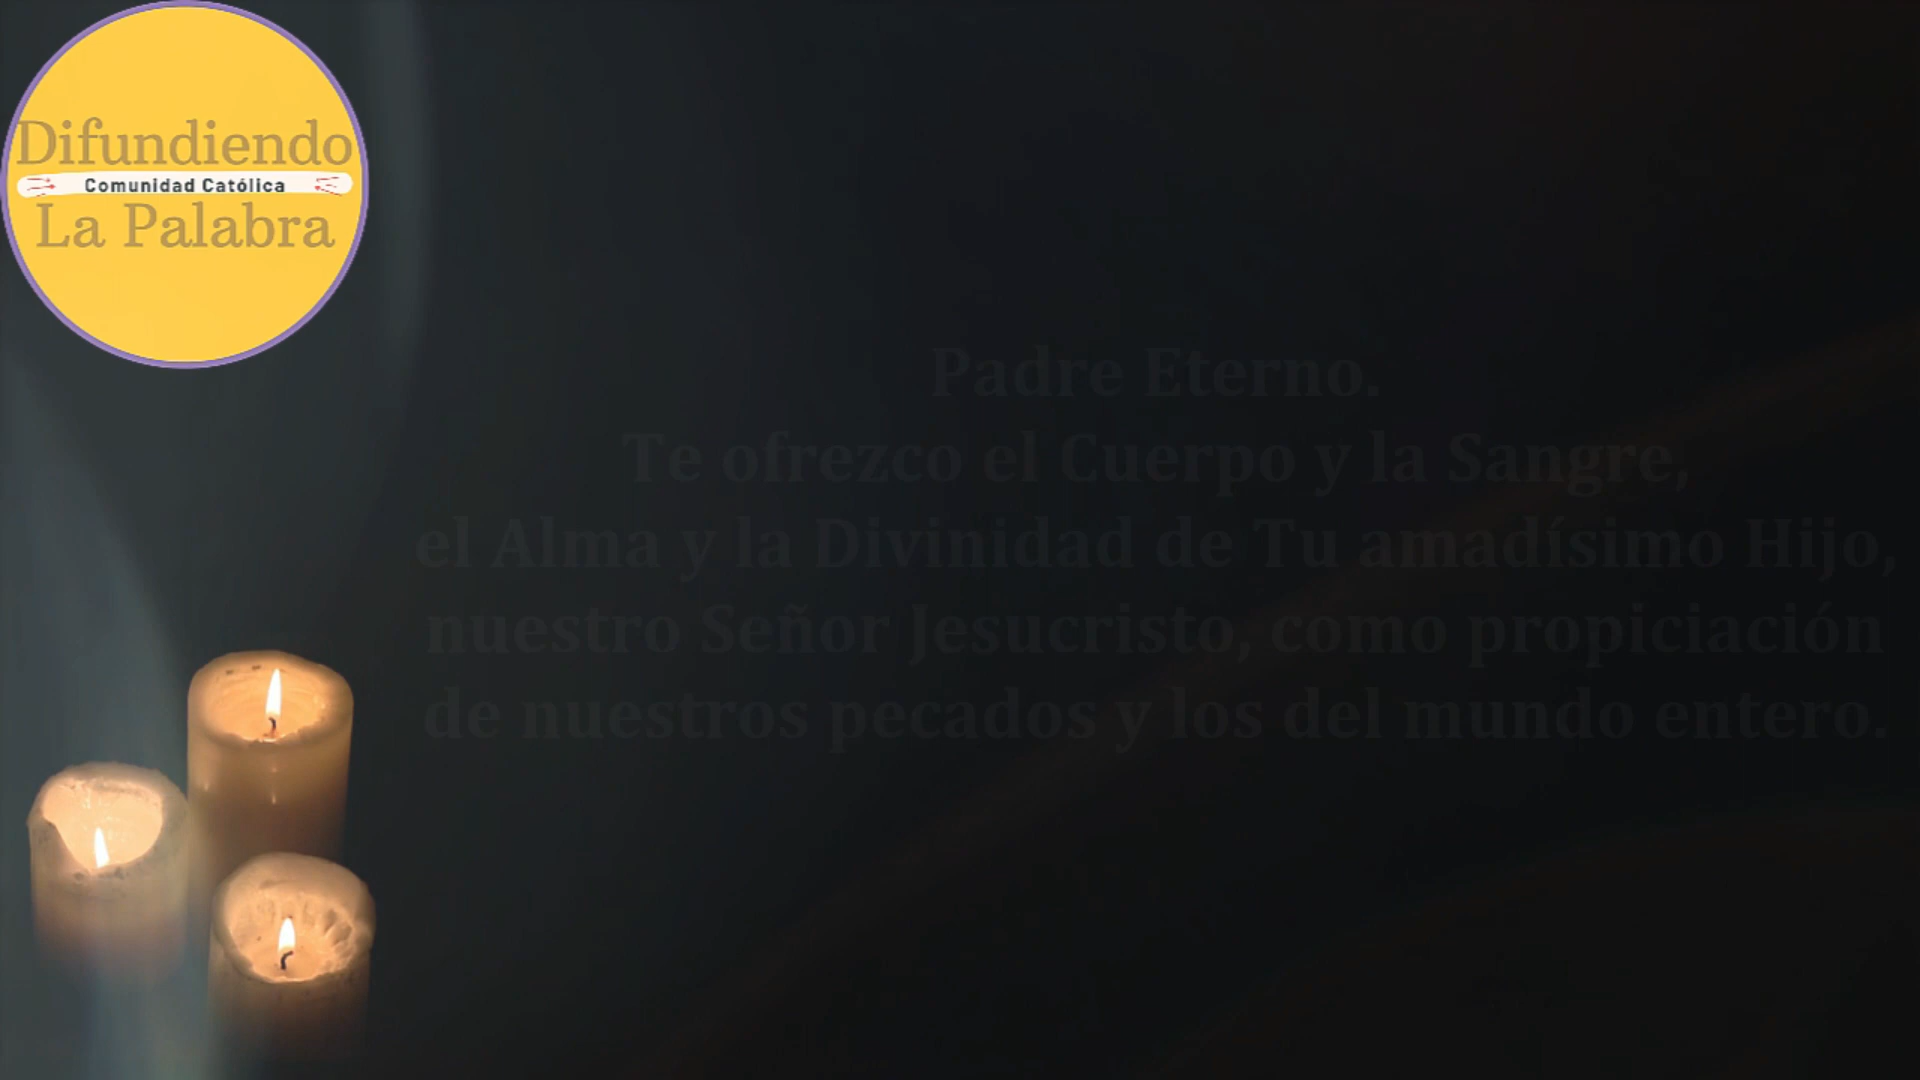 Difundiendo
Comunidad Católica
La Palabra
Padre Eterno.
Te ofrezco el Cuerpo y la Sangre,
el Alma y la Divinidad de Tu amadísimo Hijo,
nuestro Señor Jesucristo, como propiciación
de nuestros pecados y los del mundo entero.